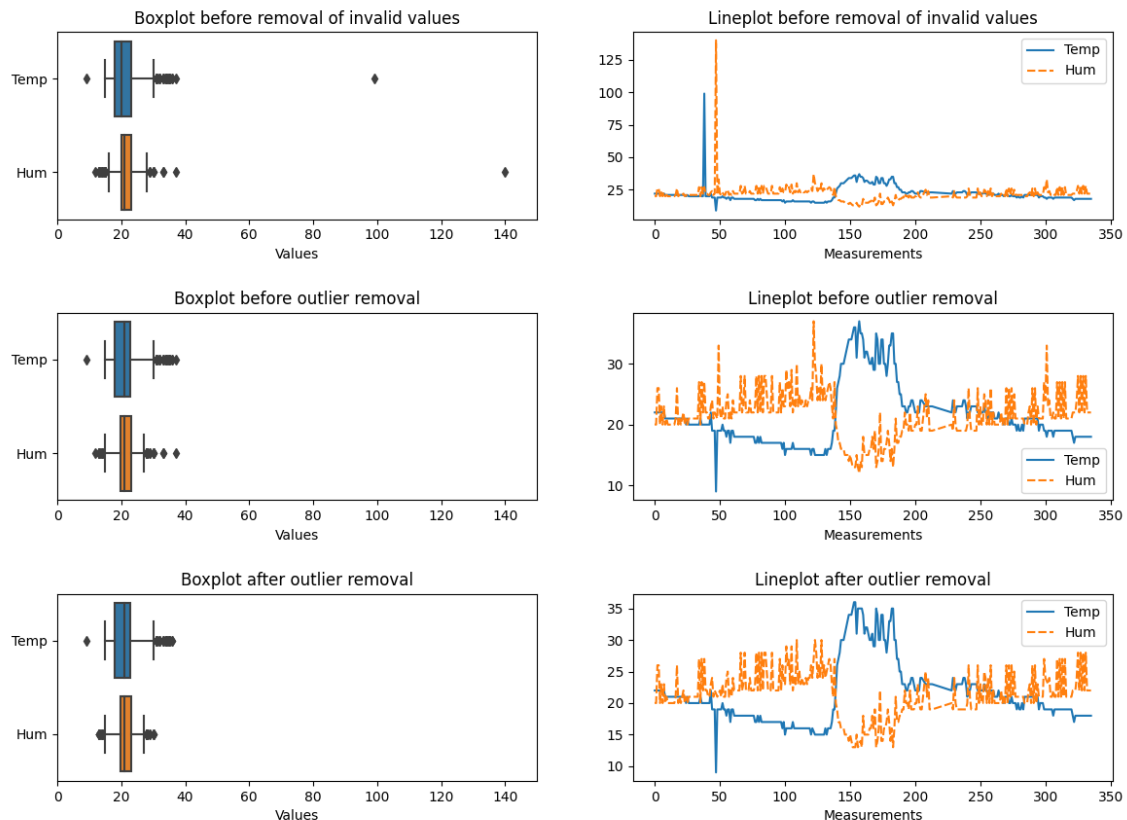 Boxplot before removal of invalid values
Temp
Hum
0 20 40 60 80 100 120 140
Values
Lineplot before removal of invalid values
Temp
Hum
125
100
75
50
25
0 50 100 150 200 250 300 350
Measurements
Boxplot before outlier removal
Temp
Hum
0 20 40 60 80 100 120 140
Values
Lineplot before outlier removal
30
20
10
Temp
Hum
0 50 100 150 200 250 300 350
Measurements
Boxplot after outlier removal
Temp
Hum
0 20 40 60 80 100 120 140
Values
Lineplot after outlier removal
Temp
Hum
35
30
25
20
15
10
0 50 100 150 200 250 300 350
Measurements